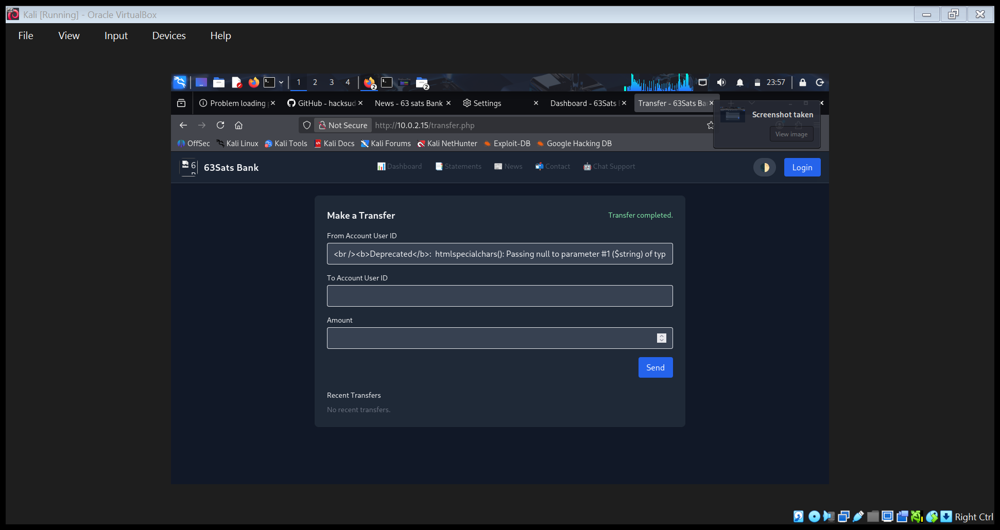 Kali [Running] - Oracle VirtualBox
File View Input Devices Help
1 2 3 4 2 2 23:57
Problem loading GitHub - hacksud News - 63 sats Bank Settings Dashboard - 63Sats Transfer - 63Sats Ba
Screenshot taken
View image
Not Secure http://10.0.2.15/transfer.php
OffSec Kali Linux Kali Tools Kali Docs Kali Forums Kali NetHunter Exploit-DB Google Hacking DB
6 63Sats Bank Dashboard Statements News Contact Chat Support Login
Make a Transfer Transfer completed.
From Account User ID
<br /><b>Deprecated</b>:  htmlspecialchars(): Passing null to parameter #1 ($string) of typ
To Account User ID
Amount
Send
Recent Transfers
No recent transfers.
Right Ctrl